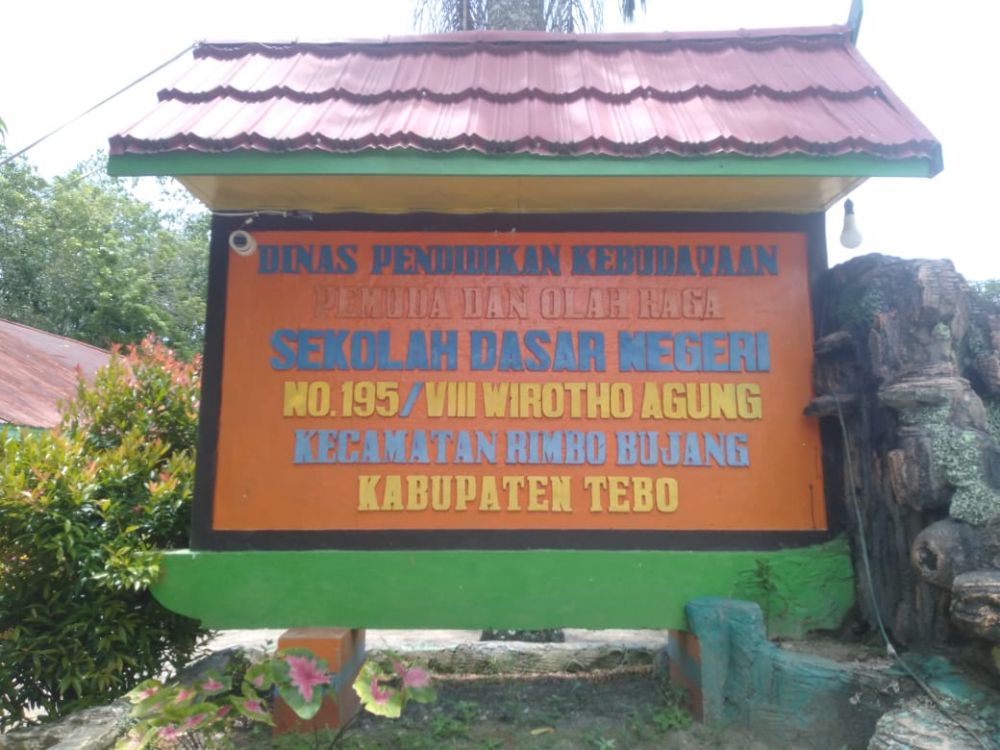 DINAS PENDIDIKAN KEBUDAYAAN
PEMUDA DAN OLAH RAGA
SEKOLAH DASAR NEGERI
NO. 195/VIII WIROTHO AGUNG
KECAMATAN RIMBO BUJANG
KABUPATEN TEBO